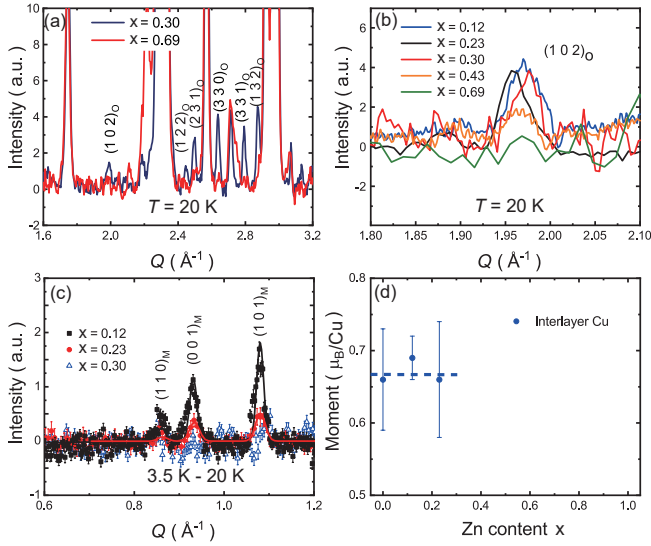 (a)
x = 0.30
x = 0.69
(1 0 2)O
(1 2 2)O
(2 3 1)O
(3 3 0)O
(3 3 1)O
(1 3 2)O
T = 20 K
Intensity (a.u.)
10
8
6
4
2
0
-2
1.6 2.0 2.4 2.8 3.2
Q (Å-1)
(b)
x = 0.12
x = 0.23
x = 0.30
x = 0.43
x = 0.69
(1 0 2)O
T = 20 K
Intensity (a.u.)
6
4
2
0
-2
1.80 1.85 1.90 1.95 2.00 2.05 2.10
Q (Å-1)
(c)
x = 0.12
x = 0.23
x = 0.30
(1 1 0)M
(0 0 1)M
(1 0 1)M
3.5 K - 20 K
Intensity (a.u.)
3
2
1
0
-1
0.6 0.8 1.0 1.2
Q (Å-1)
(d)
Interlayer Cu
Moment (μB/Cu)
0.8
0.7
0.6
0.5
0.0 0.2 0.4 0.6 0.8 1.0
Zn content x